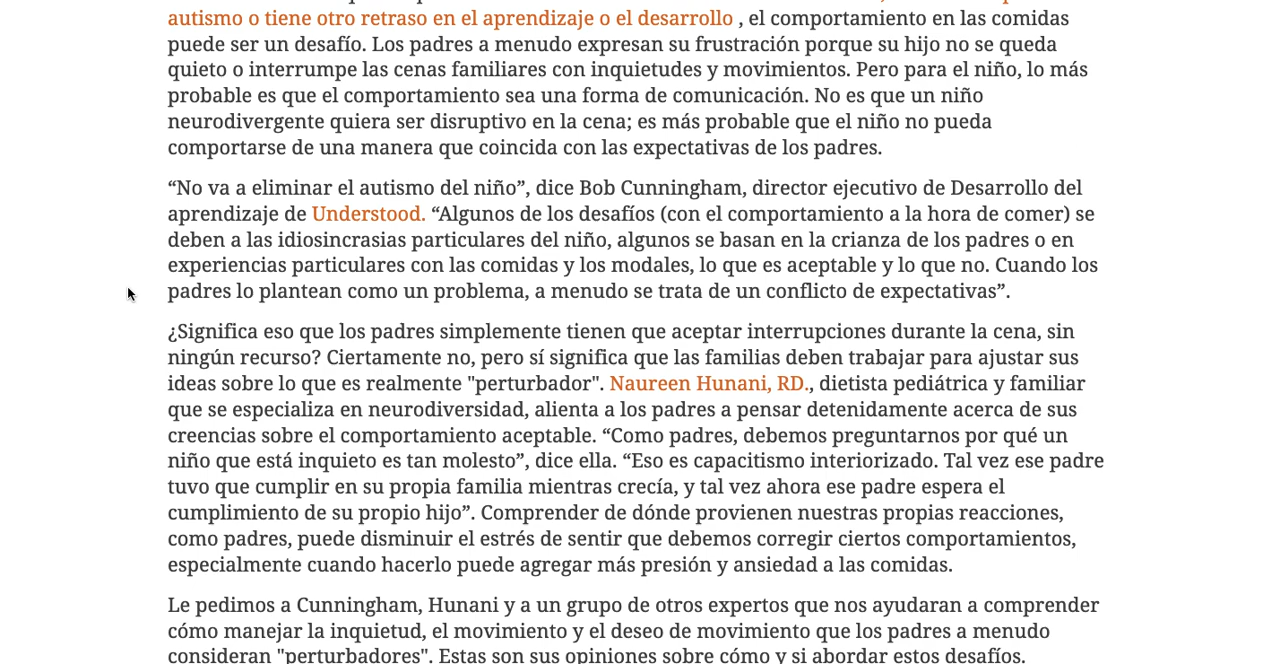 autismo o tiene otro retraso en el aprendizaje o el desarrollo , el comportamiento en las comidas
puede ser un desafío. Los padres a menudo expresan su frustración porque su hijo no se queda
quieto o interrumpe las cenas familiares con inquietudes y movimientos. Pero para el niño, lo más
probable es que el comportamiento sea una forma de comunicación. No es que un niño
neurodivergente quiera ser disruptivo en la cena; es más probable que el niño no pueda
comportarse de una manera que coincida con las expectativas de los padres.
“No va a eliminar el autismo del niño”, dice Bob Cunningham, director ejecutivo de Desarrollo del
aprendizaje de Understood. “Algunos de los desafíos (con el comportamiento a la hora de comer) se
deben a las idiosincrasias particulares del niño, algunos se basan en la crianza de los padres o en
experiencias particulares con las comidas y los modales, lo que es aceptable y lo que no. Cuando los
padres lo plantean como un problema, a menudo se trata de un conflicto de expectativas”.
¿Significa eso que los padres simplemente tienen que aceptar interrupciones durante la cena, sin
ningún recurso? Ciertamente no, pero sí significa que las familias deben trabajar para ajustar sus
ideas sobre lo que es realmente "perturbador". Naureen Hunani, RD., dietista pediátrica y familiar
que se especializa en neurodiversidad, alienta a los padres a pensar detenidamente acerca de sus
creencias sobre el comportamiento aceptable. “Como padres, debemos preguntarnos por qué un
niño que está inquieto es tan molesto”, dice ella. “Eso es capacitismo interiorizado. Tal vez ese padre
tuvo que cumplir en su propia familia mientras crecía, y tal vez ahora ese padre espera el
cumplimiento de su propio hijo”. Comprender de dónde provienen nuestras propias reacciones,
como padres, puede disminuir el estrés de sentir que debemos corregir ciertos comportamientos,
especialmente cuando hacerlo puede agregar más presión y ansiedad a las comidas.
Le pedimos a Cunningham, Hunani y a un grupo de otros expertos que nos ayudaran a comprender
cómo manejar la inquietud, el movimiento y el deseo de movimiento que los padres a menudo
consideran "perturbadores". Estas son sus opiniones sobre cómo y si abordar estos desafíos.